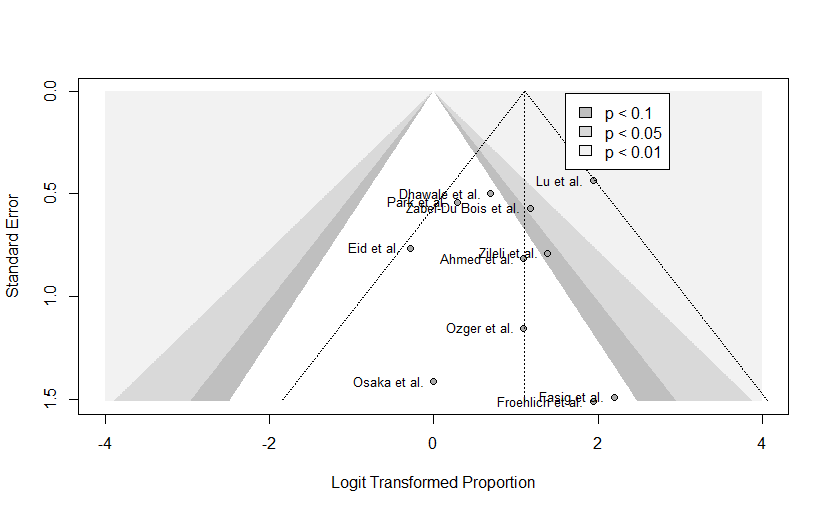 0.0
0.5
1.0
1.5
Standard Error
p < 0.1
p < 0.05
p < 0.01
Lu et al.
Dhawale et al.
Park et al.
Zabel-Du Bois et al.
Eid et al.
Zileli et al.
Ahmed et al.
Ozger et al.
Osaka et al.
Fasig et al.
Froehlich et al.
-4
-2
0
2
4
Logit Transformed Proportion